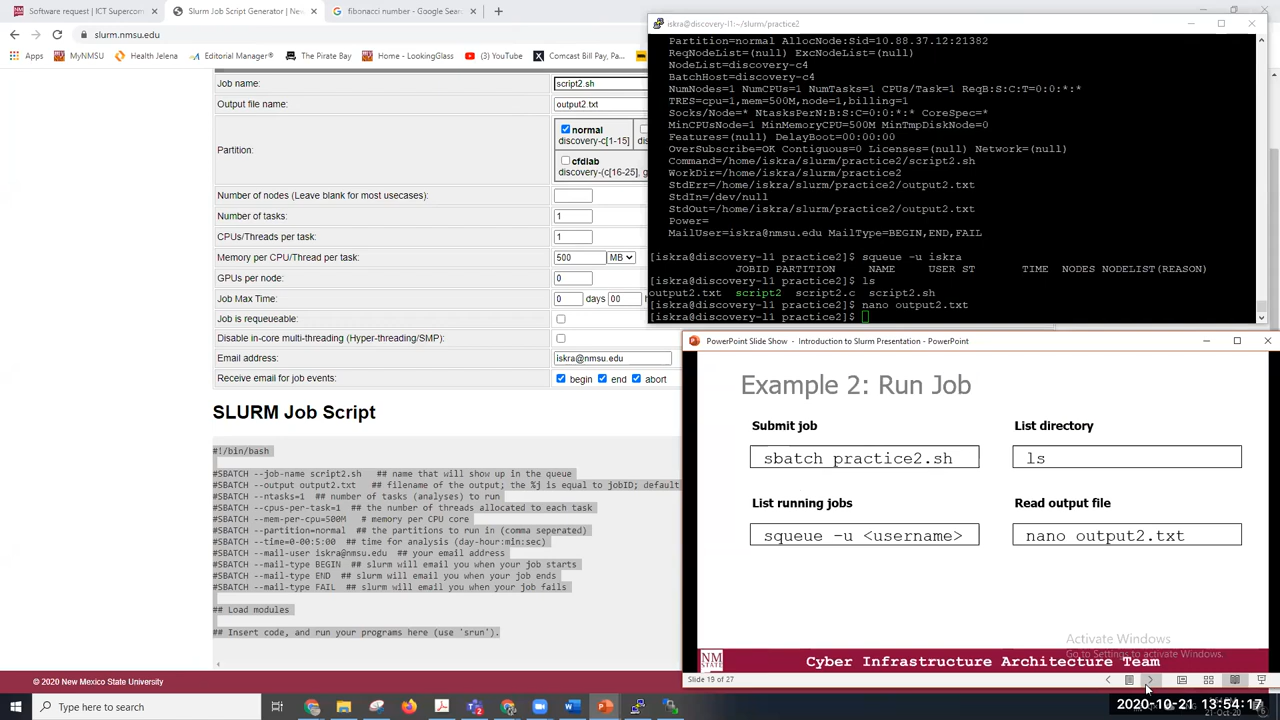 | ITS Supercom
Slurm Job Script Generator | New
fibonacci number - Google Sear
slurm.nmsu.edu
Apps
MyNMSU
Editorial Manager®
The Pirate Bay
Fidelity
Comcast Bill Pay
Health Jelem
Job name:
script2.sh
Output file name:
output2.txt
Partition:
normal
discovery-c[1-15]
cfdlab
discovery-(c[16-25], g
Number of nodes (Leave blank for most usecases):
Number of tasks:
1
CPUs/Threads per task:
1
Memory per CPU/Thread per task:
500
MB
GPUs per node:
0
Job Max Time:
0 days 00
Job is requeueable:
Disable in-core multi-threading (Hyper-threading/SMP):
Email address:
iskra@nmsu.edu
Receive email for job events:
begin end abort
SLURM Job Script
#!/bin/bash
#SBATCH --job-name script2.sh ## name that will show up in the queue
#SBATCH --output output2.txt ## filename of the output; the %j is equal to jobID; default
#SBATCH --ntasks=1 ## number of tasks (analyses) to run
#SBATCH --cpus-per-task=1 ## the number of threads allocated to each task
#SBATCH --mem-per-cpu=500M # memory per CPU core
#SBATCH --partition=normal ## the partitions to run in (comma seperated)
#SBATCH --time=0-00:5:00 ## time for analysis (day-hour:min:sec)
#SBATCH --mail-user iskra@nmsu.edu ## your email address
#SBATCH --mail-type BEGIN ## slurm will email you when your job starts
#SBATCH --mail-type END ## slurm will email you when your job ends
#SBATCH --mail-type FAIL ## slurm will email you when your job fails
## Load modules
## Insert code, and run your programs here (use 'srun').
© 2020 New Mexico State University
Type here to search
iskra@discovery-l1:~/slurm/practice2
Partition=normal AllocNode:Sid=10.88.37.12:21382
ReqNodeList=(null) ExcNodeList=(null)
NodeList=discovery-c4
BatchHost=discovery-c4
NumNodes=1 NumCPUs=1 NumTasks=1 CPUs/Task=1 ReqB:S:C:T=0:0:*:*
TRES=cpu=1,mem=500M,node=1,billing=1
Socks/Node=* NtasksPerN:B:S:C=0:0:*:* CoreSpec=*
MinCPUsNode=1 MinMemoryCPU=500M MinTmpDiskNode=0
Features=(null) DelayBoot=00:00:00
OverSubscribe=OK Contiguous=0 Licenses=(null) Network=(null)
Command=/home/iskra/slurm/practice2/script2.sh
WorkDir=/home/iskra/slurm/practice2
StdErr=/home/iskra/slurm/practice2/output2.txt
StdIn=/dev/null
StdOut=/home/iskra/slurm/practice2/output2.txt
Power=
MailUser=iskra@nmsu.edu MailType=BEGIN,END,FAIL
[iskra@discovery-l1 practice2]$ squeue -u iskra
JOBID PARTITION NAME USER ST TIME NODES NODELIST(REASON)
[iskra@discovery-l1 practice2]$ ls
output2.txt script2 script2.c script2.sh
[iskra@discovery-l1 practice2]$ nano output2.txt
[iskra@discovery-l1 practice2]$
PowerPoint Slide Show - Introduction to Slurm Presentation - PowerPoint
Example 2: Run Job
Submit job
sbatch practice2.sh
List directory
ls
List running jobs
squeue -u <username>
Read output file
nano output2.txt
Activate Windows
Go to Settings to activate Windows.
NM
STATE
Cyber Infrastructure Architecture Team
Slide 19 of 27
2020-10-21 13:54:17